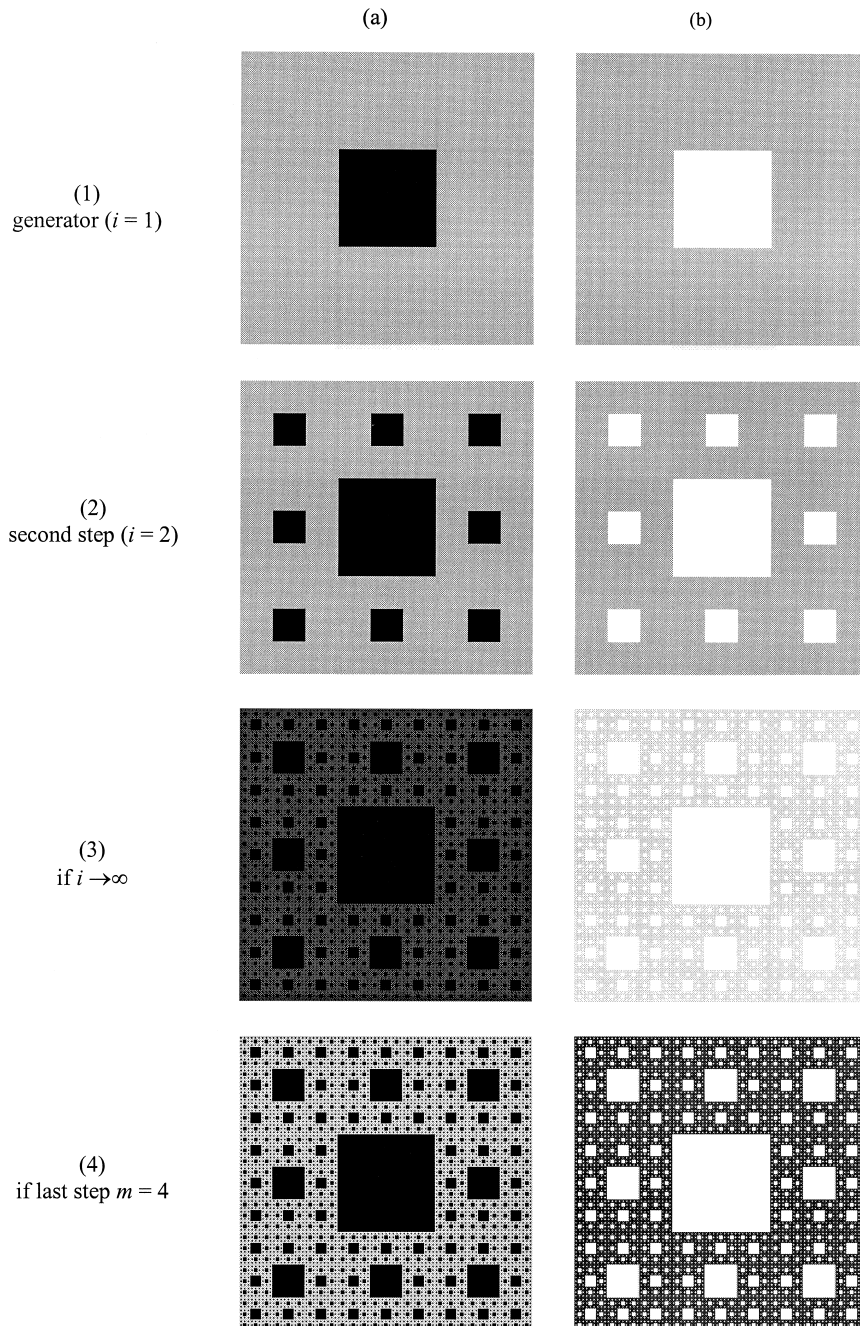 (a)
(b)
(1)
generator (i = 1)
(2)
second step (i = 2)
(3)
if i →∞
(4)
if last step m = 4